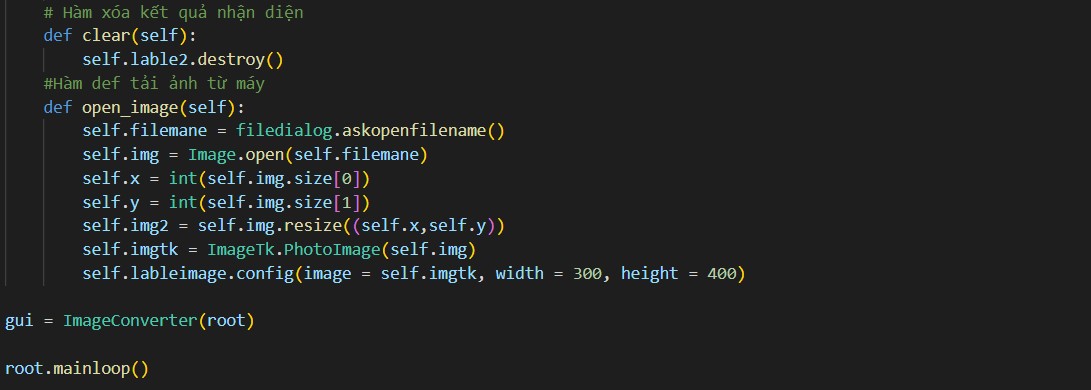 # Hàm xóa kết quả nhận diện
def clear(self):
self.lable2.destroy()
#Hàm def tải ảnh từ máy
def open_image(self):
self.filemane = filedialog.askopenfilename()
self.img = Image.open(self.filemane)
self.x = int(self.img.size[0])
self.y = int(self.img.size[1])
self.img2 = self.img.resize((self.x,self.y))
self.imgtk = ImageTk.PhotoImage(self.img)
self.lableimage.config(image = self.imgtk, width = 300, height = 400)
gui = ImageConverter(root)
root.mainloop()